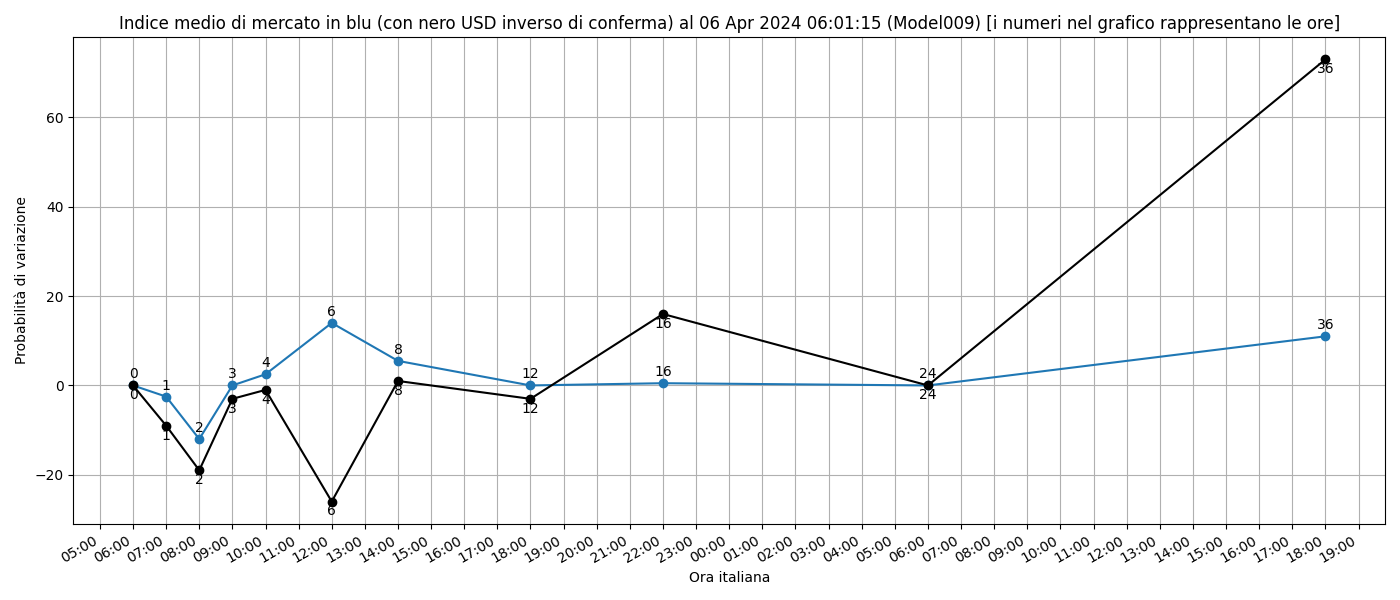 Indice medio di mercato in blu (con nero USD inverso di conferma) al 06 Apr 2024 06:01:15 (Model009) [i numeri nel grafico rappresentano le ore]
Probabilità di variazione
60
40
20
0
−20
0 1 2 3 4 6 8 12 16 24 36
0 1 2 3 4 6 8 12 16 24 36
05:00 06:00 07:00 08:00 09:00 10:00 11:00 12:00 13:00 14:00 15:00 16:00 17:00 18:00 19:00 20:00 21:00 22:00 23:00 00:00 01:00 02:00 03:00 04:00 05:00 06:00 07:00 08:00 09:00 10:00 11:00 12:00 13:00 14:00 15:00 16:00 17:00 18:00 19:00
Ora italiana